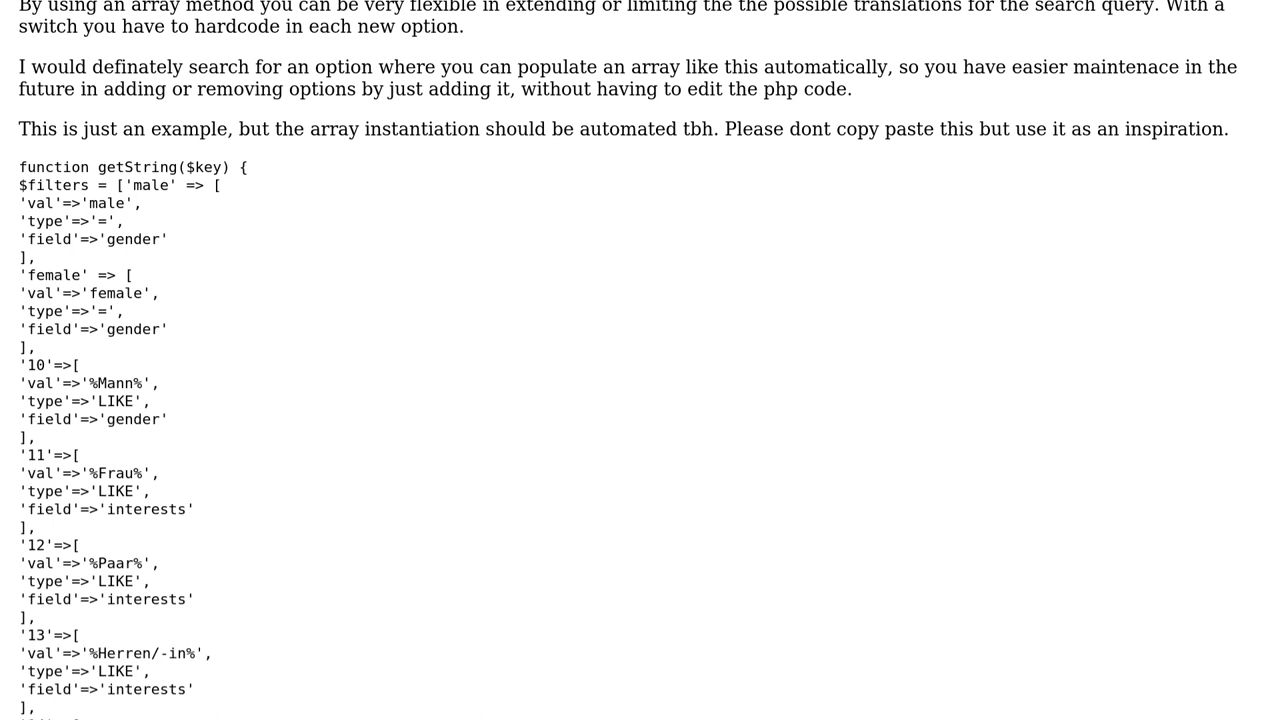 By using an array method you can be very flexible in extending or limiting the the possible translations for the search query. With a
switch you have to hardcode in each new option.
I would definately search for an option where you can populate an array like this automatically, so you have easier maintenace in the
future in adding or removing options by just adding it, without having to edit the php code.
This is just an example, but the array instantiation should be automated tbh. Please dont copy paste this but use it as an inspiration.
function getString($key) {
$filters = ['male' => [
'val'=>'male',
'type'=>'=',
'field'=>'gender'
],
'female' => [
'val'=>'female',
'type'=>'=',
'field'=>'gender'
],
'10'=>[
'val'=>'%Mann%',
'type'=>'LIKE',
'field'=>'gender'
],
'11'=>[
'val'=>'%Frau%',
'type'=>'LIKE',
'field'=>'interests'
],
'12'=>[
'val'=>'%Paar%',
'type'=>'LIKE',
'field'=>'interests'
],
'13'=>[
'val'=>'%Herren/-in%',
'type'=>'LIKE',
'field'=>'interests'
],